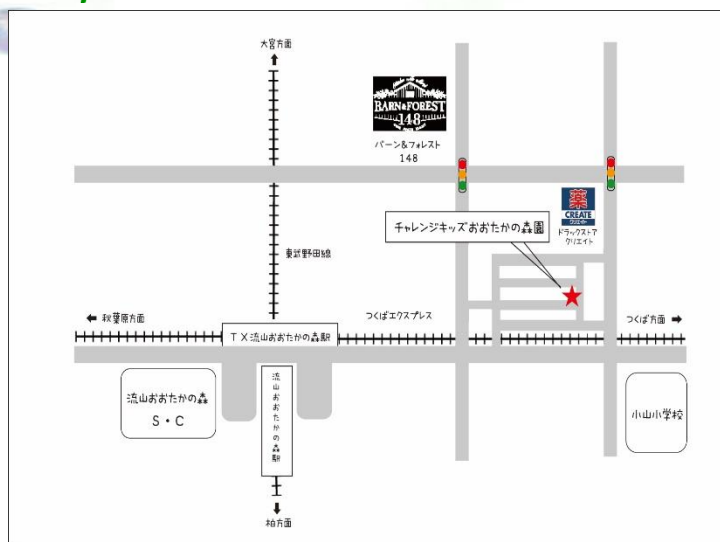 大宮方面
BARN&FOREST
148
バーン&フォレスト
148
薬
CREATE
クリエイト
ドラックストア
クリエイト
チャレンジキッズおおたかの森園
東武野田線
秋葉原方面
つくばエクスプレス
つくば方面
TX流山おおたかの森駅
流山おおたかの森
S・C
流山おおたかの森駅
小山小学校
柏方面